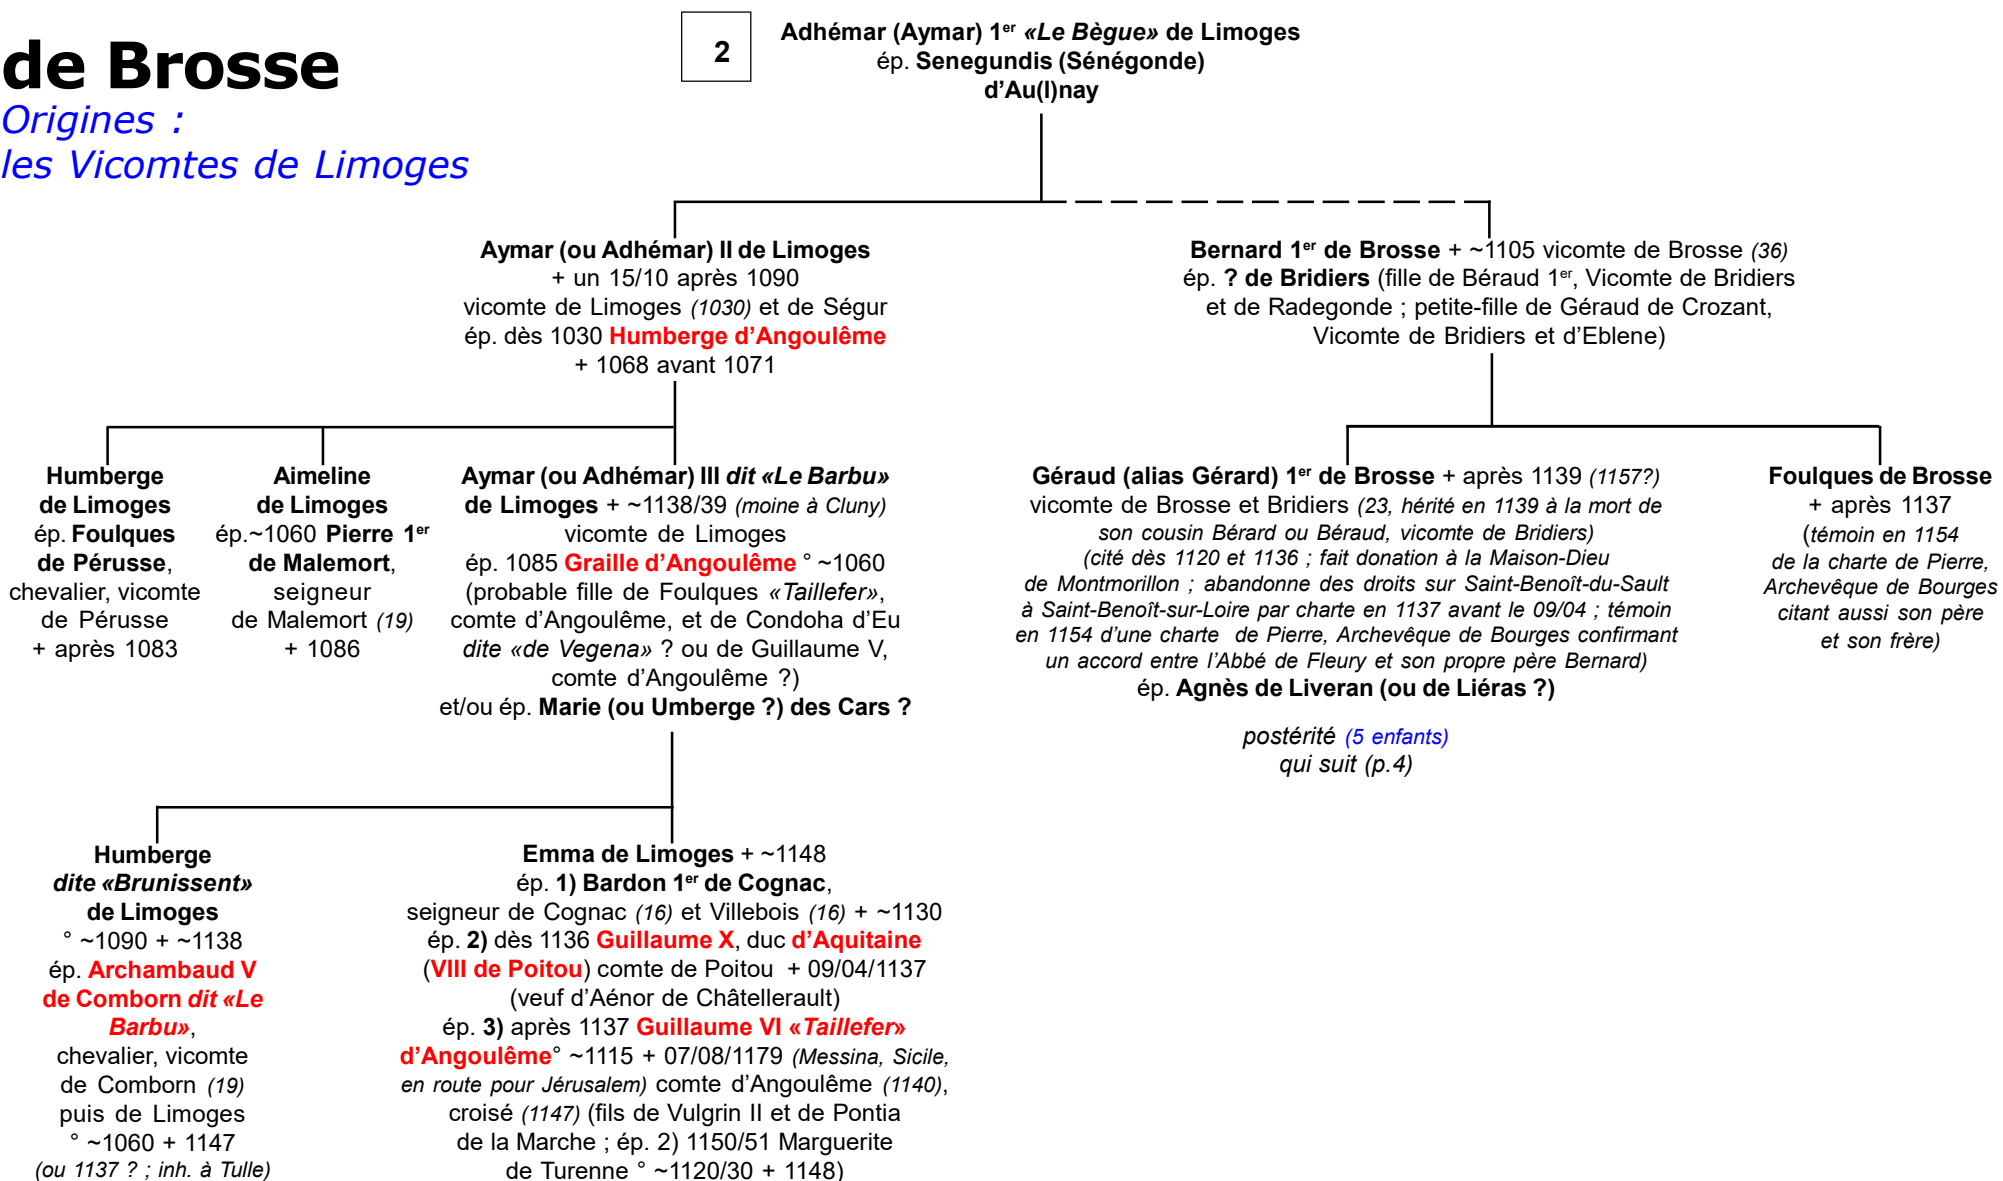 de Brosse
Origines :
les Vicomtes de Limoges
2
Adhémar (Aymar) 1er «Le Bègue» de Limoges
ép. Senegundis (Sénégonde)
d’Au(l)nay
Aymar (ou Adhémar) II de Limoges
+ un 15/10 après 1090
vicomte de Limoges (1030) et de Ségur
ép. dès 1030 Humberge d’Angoulême
+ 1068 avant 1071
Bernard 1er de Brosse + ~1105 vicomte de Brosse (36)
ép. ? de Bridiers (fille de Béraud 1er, Vicomte de Bridiers
et de Radegonde ; petite-fille de Géraud de Crozant,
Vicomte de Bridiers et d’Eblene)
Humberge
de Limoges
ép. Foulques
de Pérusse,
chevalier, vicomte
de Pérusse
+ après 1083
Aimeline
de Limoges
ép.~1060 Pierre 1er
de Malemort,
seigneur
de Malemort (19)
+ 1086
Aymar (ou Adhémar) III dit «Le Barbu»
de Limoges + ~1138/39 (moine à Cluny)
vicomte de Limoges
ép. 1085 Graille d’Angoulême ° ~1060
(probable fille de Foulques «Taillefer»,
comte d’Angoulême, et de Condoha d’Eu
dite «de Vegena» ? ou de Guillaume V,
comte d’Angoulême ?)
et/ou ép. Marie (ou Umberge ?) des Cars ?
Géraud (alias Gérard) 1er de Brosse + après 1139 (1157?)
vicomte de Brosse et Bridiers (23, hérité en 1139 à la mort de
son cousin Bérard ou Béraud, vicomte de Bridiers)
(cité dès 1120 et 1136 ; fait donation à la Maison-Dieu
de Montmorillon ; abandonne des droits sur Saint-Benoît-du-Sault
à Saint-Benoît-sur-Loire par charte en 1137 avant le 09/04 ; témoin
en 1154 d’une charte de Pierre, Archevêque de Bourges confirmant
un accord entre l’Abbé de Fleury et son propre père Bernard)
ép. Agnès de Liveran (ou de Liéras ?)
postérité (5 enfants)
qui suit (p.4)
Foulques de Brosse
+ après 1137
(témoin en 1154
de la charte de Pierre,
Archevêque de Bourges
citant aussi son père
et son frère)
Humberge
dite «Brunissent»
de Limoges
° ~1090 + ~1138
ép. Archambaud V
de Comborn dit «Le
Barbu»,
chevalier, vicomte
de Comborn (19)
puis de Limoges
° ~1060 + 1147
(ou 1137 ? ; inh. à Tulle)
Emma de Limoges + ~1148
ép. 1) Bardon 1er de Cognac,
seigneur de Cognac (16) et Villebois (16) + ~1130
ép. 2) dès 1136 Guillaume X, duc d’Aquitaine
(VIII de Poitou) comte de Poitou + 09/04/1137
(veuf d’Aénor de Châtellerault)
ép. 3) après 1137 Guillaume VI «Taillefer»
d’Angoulême° ~1115 + 07/08/1179 (Messina, Sicile,
en route pour Jérusalem) comte d’Angoulême (1140),
croisé (1147) (fils de Vulgrin II et de Pontia
de la Marche ; ép. 2) 1150/51 Marguerite
de Turenne ° ~1120/30 + 1148)